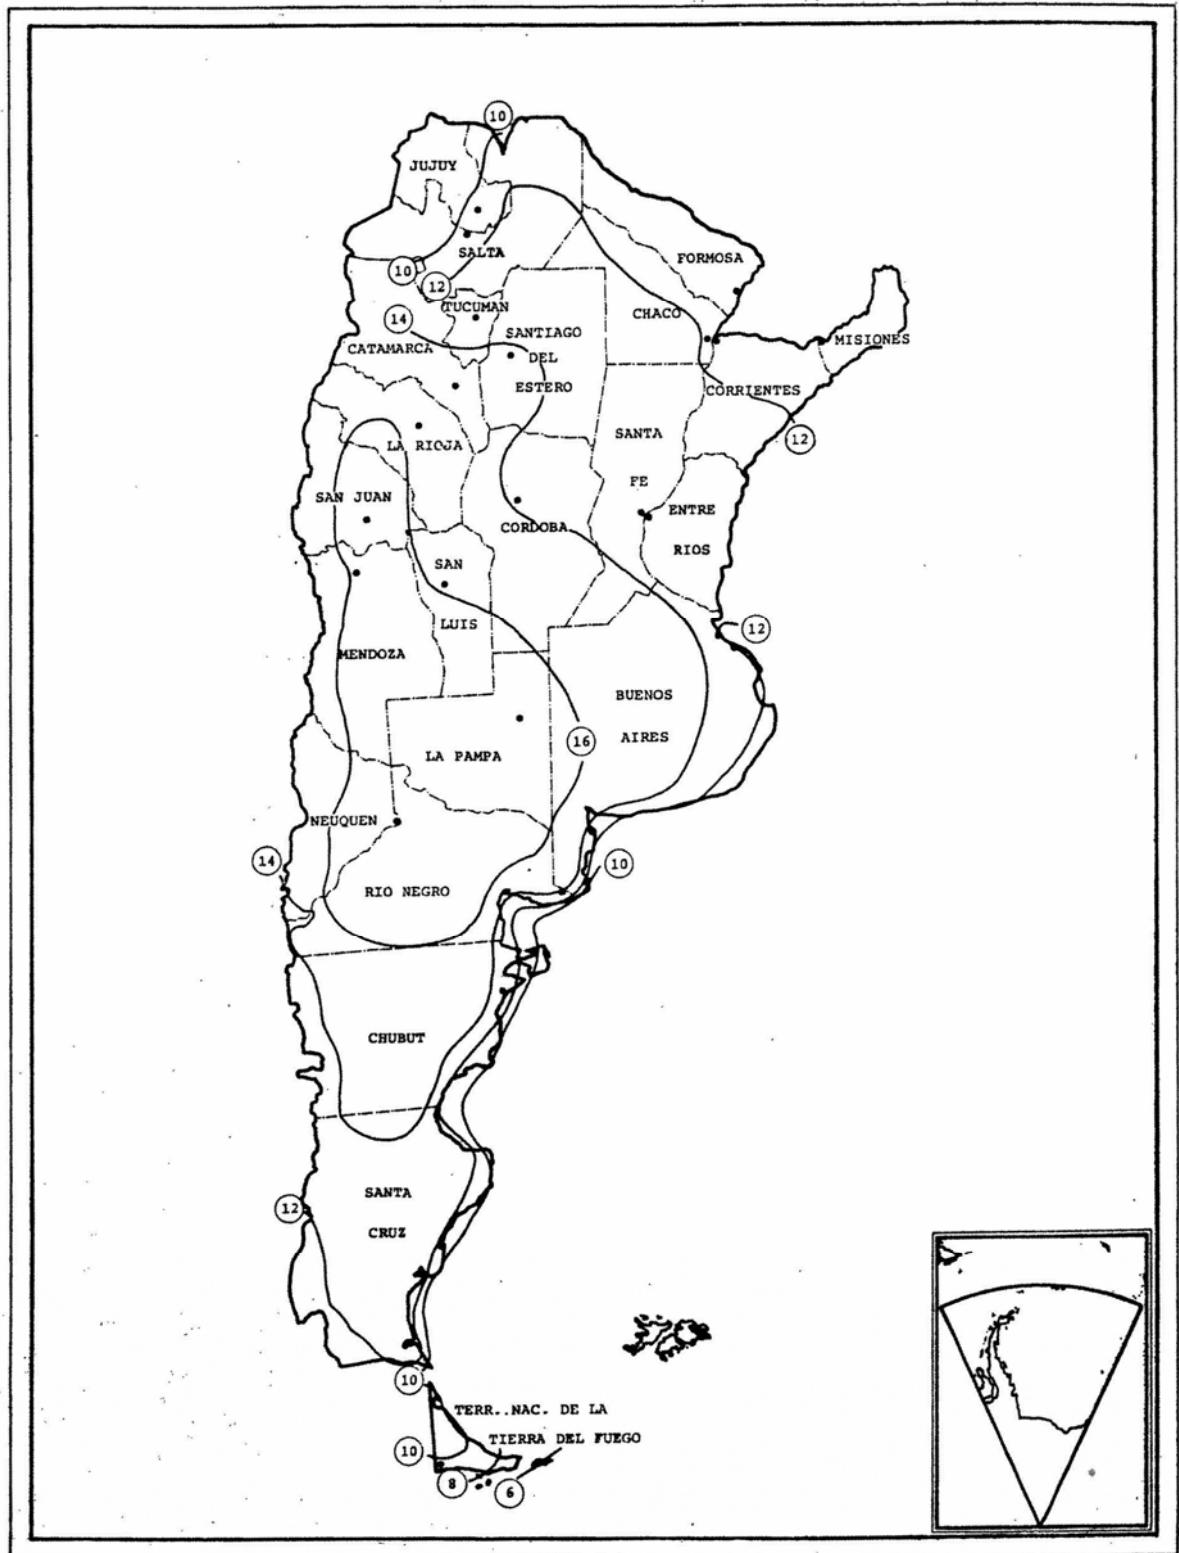 10
JUJUY
SALTA
FORMOSA
10
12
TUCUMAN
14
CHACO
SANTIAGO
DEL
ESTERO
CATAMARCA
MISIONES
CORRIENTES
12
SANTA
FE
LA RIOJA
SAN JUAN
ENTRE
RIOS
CORDOBA
SAN
LUIS
12
MENDOZA
BUENOS
AIRES
16
LA PAMPA
NEUQUEN
14
10
RIO NEGRO
CHUBUT
SANTA
CRUZ
12
10
TERR..NAC. DE LA
TIERRA DEL FUEGO
10
8
6